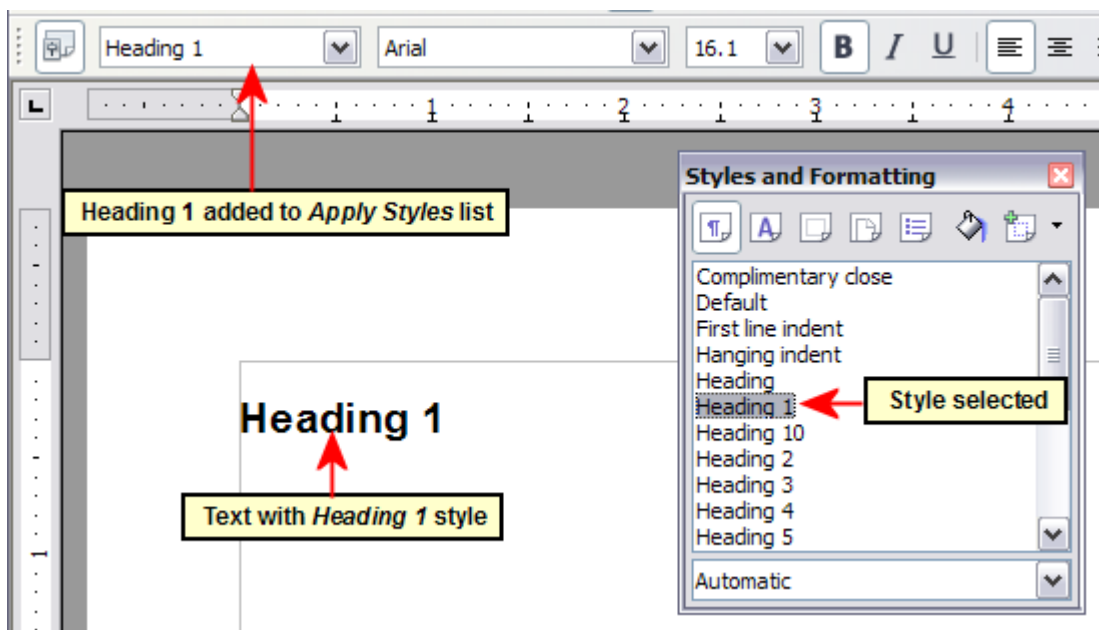 Heading 1 Arial 16.1 B I U
1 2 3 4
Styles and Formatting
Heading 1 added to Apply Styles list
Complimentary close
Default
First line indent
Hanging indent
Heading
Heading 1
Style selected
Heading 10
Heading 2
Heading 3
Heading 4
Heading 5
Automatic
Heading 1
Text with Heading 1 style
1